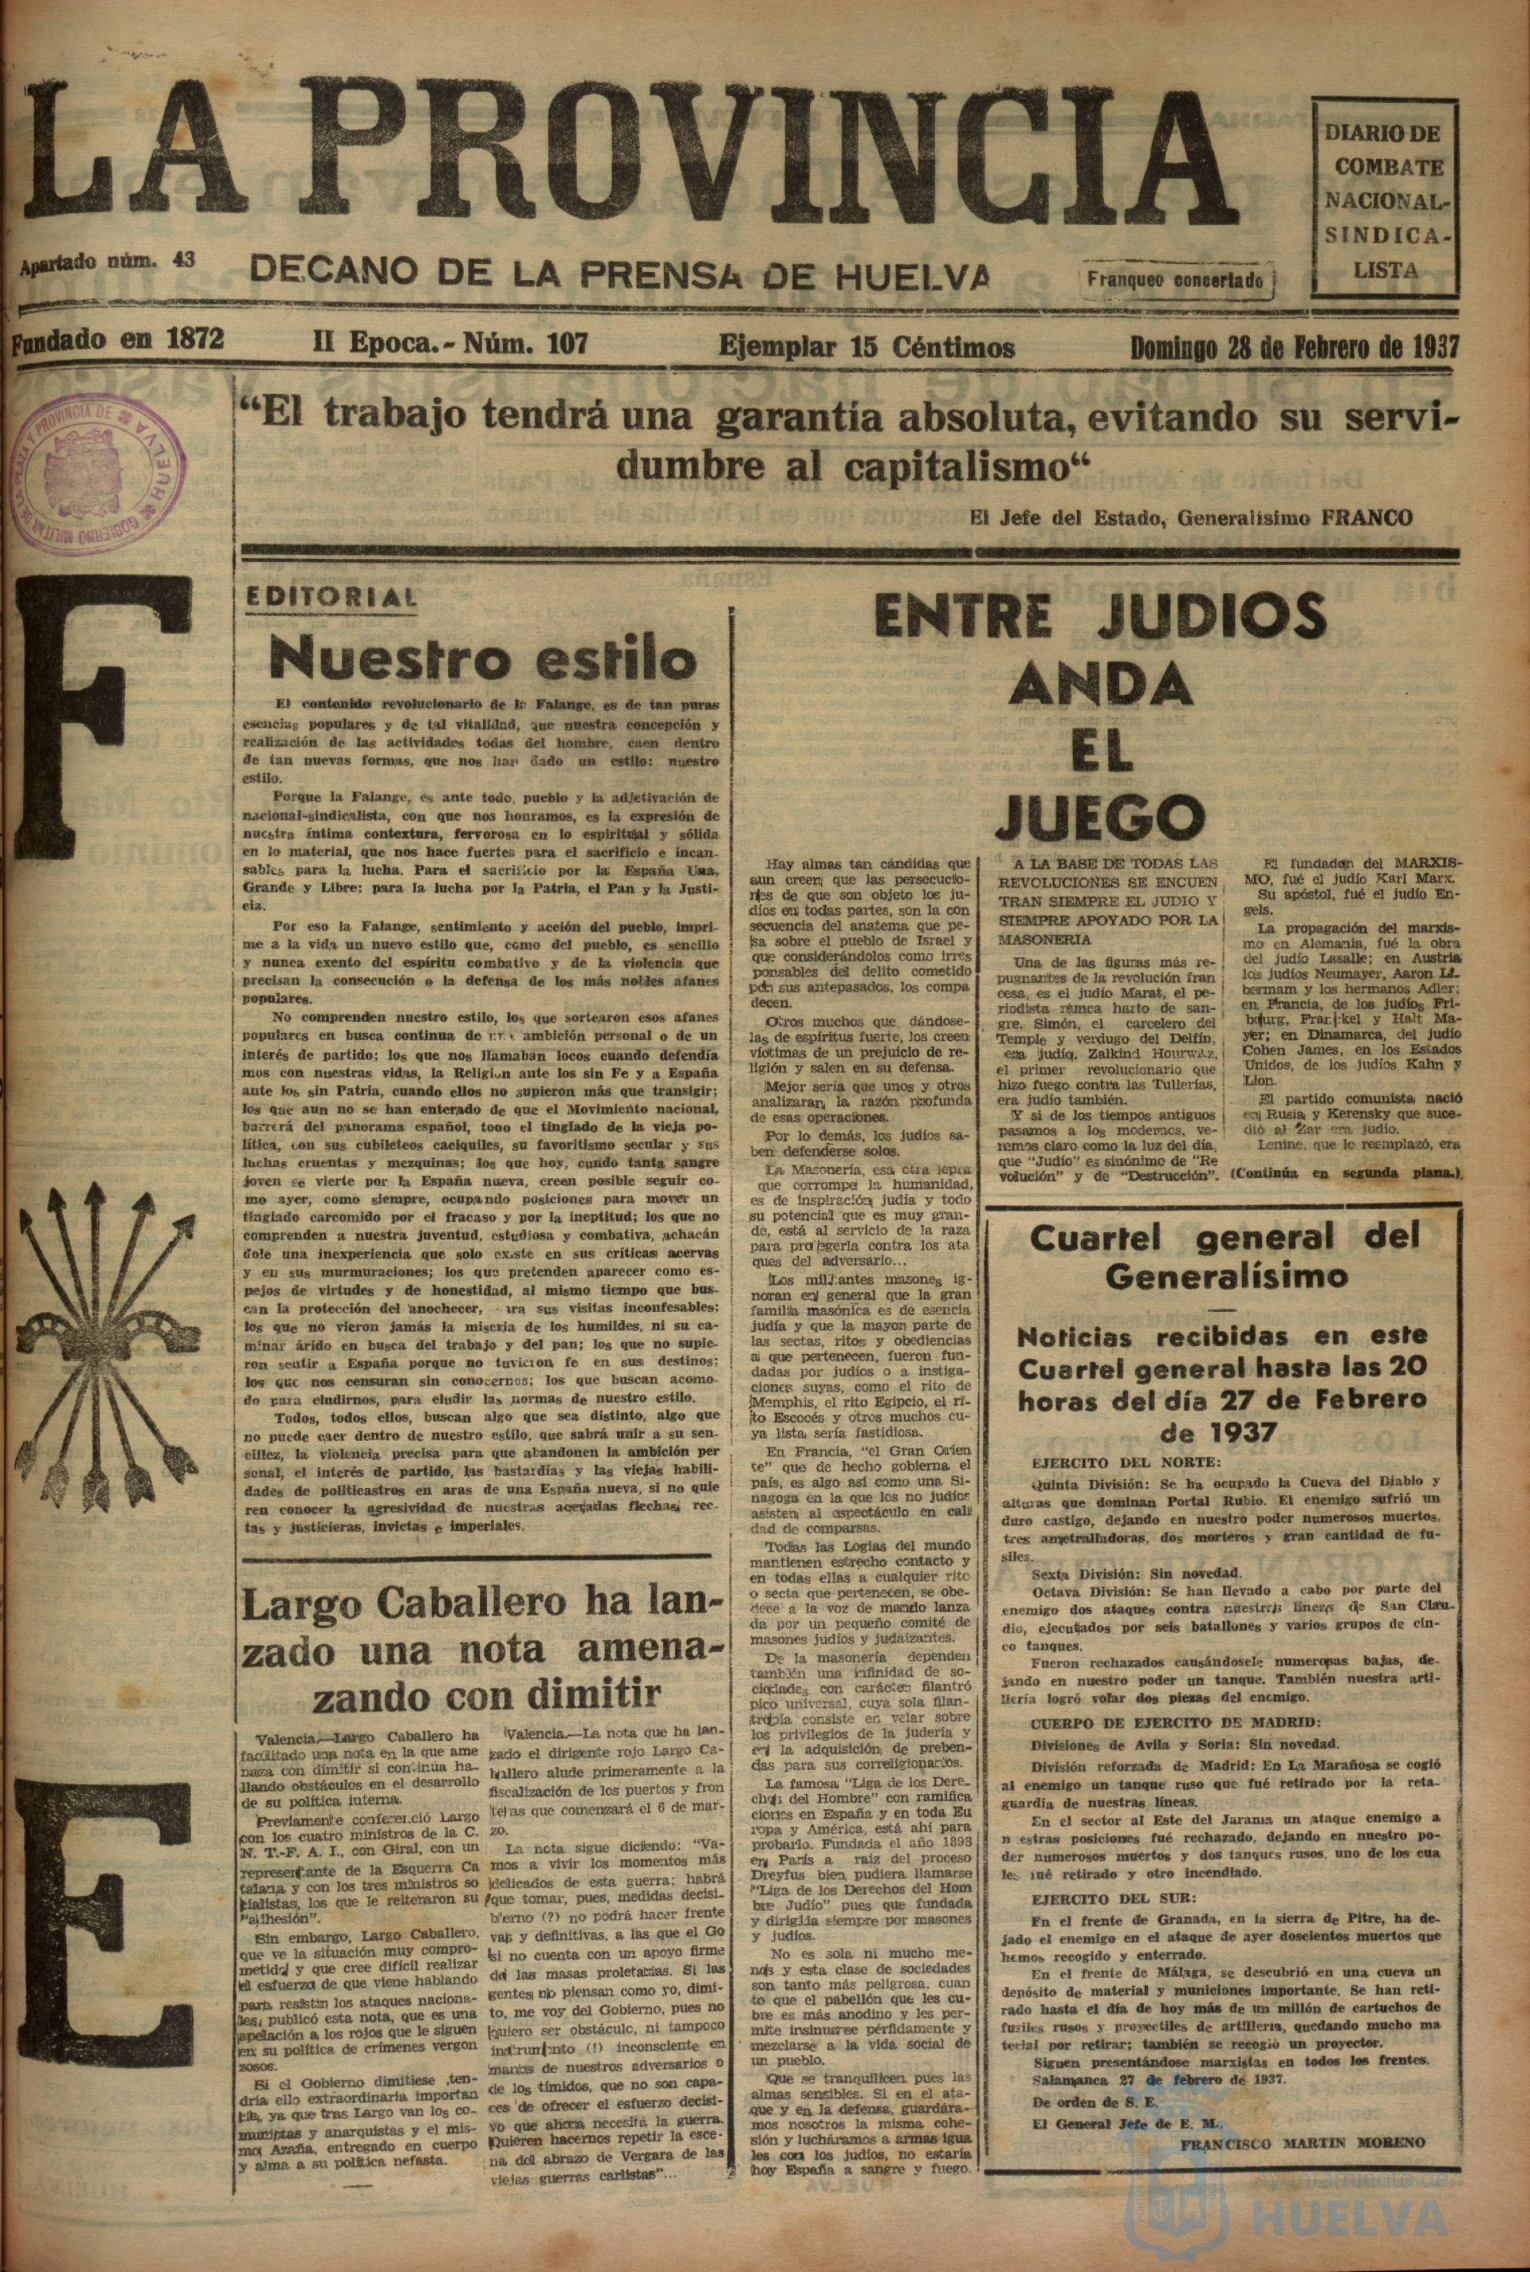 LA PROVINCIA
DIARIO DE
COMBATE
NACIONAL-
SINDICA-
LISTA
Apartado núm. 43
DECANO DE LA PRENSA DE HUELVA
Franqueo concertado
Fundado en 1872
II Epoca.- Núm. 107
Ejemplar 15 Céntimos
Domingo 28 de Febrero de 1937
GOBIERNO MILITAR DE LA PLAZA Y PROVINCIA DE HUELVA
F
E
“El trabajo tendrá una garantía absoluta, evitando su servi-
dumbre al capitalismo“
El Jefe del Estado, Generalísimo FRANCO
EDITORIAL
Nuestro estilo
El contenido revolucionario de la Falange, es de tan puras
esencias populares y de tal vitalidad, que nuestra concepción y
realización de las actividades todas del hombre, caen dentro
de tan nuevas formas, que nos han dado un estilo: nuestro
estilo.
Porque la Falange, es ante todo, pueblo y la adjetivación de
nacional-sindicalista, con que nos honramos, es la expresión de
nuestra íntima contextura, fervorosa en lo espiritual y sólida
en lo material, que nos hace fuertes para el sacrificio e incan-
sables para la lucha. Para el sacrificio por la España Una,
Grande y Libre; para la lucha por la Patria, el Pan y la Justi-
cia.
Por eso la Falange, sentimiento y acción del pueblo, impri-
me a la vida un nuevo estilo que, como del pueblo, es sencillo
y nunca exento del espíritu combativo y de la violencia que
precisan la consecución o la defensa de los más nobles afanes
populares.
No comprenden nuestro estilo, los que sortearon esos afanes
populares en busca continua de ambición personal o de un
interés de partido; los que nos llamaban locos cuando defendía
mos con nuestras vidas, la Religión ante los sin Fe y a España
ante los sin Patria, cuando ellos no supieron más que transigir;
los que aun no se han enterado de que el Movimiento nacional,
barrerá del panorama español, todo el tinglado de la vieja po-
lítica, con sus cubileteos caciquiles, su favoritismo secular y sus
luchas cruentas y mezquinas; los que hoy, cundo tanta sangre
joven se vierte por la España nueva, creen posible seguir co-
mo ayer, como siempre, ocupando posiciones para mover un
tinglado carcomido por el fracaso y por la ineptitud; los que no
comprenden a nuestra juventud, estudiosa y combativa, achacán
dole una inexperiencia que solo existe en sus críticas acervas
y en sus murmuraciones; los que pretenden aparecer como es-
pejos de virtudes y de honestidad, al mismo tiempo que bus-
can la protección del anochecer, para sus visitas inconfesables;
los que no vieron jamás la miseria de los humildes, ni su ca-
minar árido en busca del trabajo y del pan; los que no supie-
ron sentir a España porque no tuvieron fe en sus destinos;
los que nos censuran sin conocernos; los que buscan acomo-
do para eludirnos, para eludir las normas de nuestro estilo.
Todos, todos ellos, buscan algo que sea distinto, algo que
no puede caer dentro de nuestro estilo, que sabrá unir a su sen-
cillez, la violencia precisa para que abandonen la ambición per
sonal, el interés de partido, las bastardías y las viejas habili-
dades de politicastros en aras de una España nueva, si no quie
ren conocer la agresividad de nuestras aceradas flechas, rec-
tas y justicieras, invictas e imperiales.
Largo Caballero ha lan-
zado una nota amena-
zando con dimitir
Valencia.—Largo Caballero ha
facilitado una nota en la que ame
naza con dimitir si continúa ha-
llando obstáculos en el desarrollo
de su política interna.
Previamente conferenció Largo
con los cuatro ministros de la C.
N. T.-F. A. I., con Giral, con un
representante de la Esquerra Ca
talana y con los tres ministros so
cialistas, los que le reiteraron su
"adhesión".
Sin embargo, Largo Caballero,
que ve la situación muy compro-
metida y que cree difícil realizar
el esfuerzo de que viene hablando
para resistir los ataques naciona-
les, publicó esta nota, que es una
apelación a los rojos que le siguen
en su política de crímenes vergon
zosos.
Si el Gobierno dimitiese ten-
dría ello extraordinaria importan
cia, ya que tras Largo van los co-
munistas y anarquistas y el mis-
mo Azaña, entregado en cuerpo
y alma a su política nefasta.
Valencia.—La nota que ha lan-
zado el dirigente rojo Largo Ca-
ballero alude primeramente a la
fiscalización de los puertos y fron
teras que comenzará el 6 de mar-
zo.
La nota sigue diciendo: "Va-
mos a vivir los momentos más
delicados de esta guerra; habrá
que tomar, pues, medidas decisi-
bierno (?) no podrá hacer frente
vas y definitivas, a las que el Go
si no cuenta con un apoyo firme
de las masas proletarias. Si las
gentes no piensan como yo, dimi-
to, me voy del Gobierno, pues no
quiero ser obstáculo, ni tampoco
instrumento (!) inconsciente en
manos de nuestros adversarios o
de los tímidos, que no son capa-
ces de ofrecer el esfuerzo decisi-
vo que ahora necesita la guerra.
Quieren hacernos repetir la esce-
na del abrazo de Vergara de las
viejas guerras carlistas"...
ENTRE JUDIOS
ANDA
EL
JUEGO
Hay almas tan cándidas que
aun creen que las persecucio-
nes de que son objeto los ju-
díos en todas partes, son la con
secuencia del anatema que pe-
sa sobre el pueblo de Israel y
que considerándolos como irres
ponsables del delito cometido
por sus antepasados, los compa
decen.
Otros muchos que, dándose-
las de espíritus fuerte, los creen
víctimas de un prejuicio de re-
ligión y salen en su defensa.
Mejor sería que unos y otros
analizaran la razón profunda
de esas operaciones.
Por lo demás, los judíos sa-
ben defenderse solos.
La Masonería, esa otra lepra
que corrompe la humanidad,
es de inspiración judía y todo
su potencial que es muy gran-
de, está al servicio de la raza
para protegerla contra los ata
ques del adversario...
Los militantes masones ig-
noran en general que la gran
familia masónica es de esencia
judía y que la mayor parte de
las sectas, ritos y obediencias
a que pertenecen, fueron fun-
dadas por judíos o a instiga-
ciones suyas, como el rito de
Memphis, el rito Egipcio, el ri-
to Escocés y otros muchos cu-
ya lista sería fastidiosa.
En Francia, "el Gran Orien
te" que de hecho gobierna el
país, es algo así como una Si-
nagoga en la que los no judíos
asisten al espectáculo en cali
dad de comparsas.
Todas las Logias del mundo
mantienen estrecho contacto y
en todas ellas a cualquier rito
o secta que pertenecen, se obe-
dece a la voz de mando lanza
da por un pequeño comité de
masones judíos y judaizantes.
De la masonería dependen
también una infinidad de so-
ciedades con carácter filantró
pico universal, cuya sola filan-
tropía consiste en velar sobre
los privilegios de la judería y
en la adquisición de preben-
das para sus correligionarios.
La famosa "Liga de los Dere-
chos del Hombre" con ramifica
ciones en España y en toda Eu
ropa y América, está ahí para
probarlo. Fundada el año 1893
en París a raíz del proceso
Dreyfus bien pudiera llamarse
"Liga de los Derechos del Hom
bre Judío" pues que fundada
y dirigida siempre por masones
y judíos.
No es sola ni mucho me-
nos y esta clase de sociedades
son tanto más peligrosa, cuan
to que el pabellón que les cu-
bre es más anodino y les per-
mite insinuarse pérfidamente y
mezclarse a la vida social de
un pueblo.
Que se tranquilicen pues las
almas sensibles. Si en el ata-
que y en la defensa, guardára-
mos nosotros la misma cohe-
sión y lucháramos a armas igua
les con los judíos, no estaría
hoy España a sangre y fuego.
A LA BASE DE TODAS LAS
REVOLUCIONES SE ENCUEN
TRAN SIEMPRE EL JUDIO Y
SIEMPRE APOYADO POR LA
MASONERIA
Una de las figuras más re-
pugnantes de la revolución fran
cesa, es el judío Marat, el pe-
riodista nunca harto de san-
gre. Simón, el carcelero del
Temple y verdugo del Delfín,
era judío, Zalkind Hourwitz,
el primer revolucionario que
hizo fuego contra las Tullerías,
era judío también.
Y si de los tiempos antiguos
pasamos a los modernos, ve-
remos claro como la luz del día,
que "Judío" es sinónimo de "Re
volución" y de "Destrucción".
El fundador del MARXIS-
MO, fué el judío Karl Marx.
Su apóstol, fué el judío En-
gels.
La propagación del marxis-
mo en Alemania, fué la obra
del judío Lasalle; en Austria
los judíos Neumayer, Aaron Li-
bermam y los hermanos Adler;
en Francia, de los judíos Fri-
bourg, Frankel y Halt Ma-
yer; en Dinamarca, del judío
Cohen James, en los Estados
Unidos, de los judíos Kahn y
Lion.
El partido comunista nació
en Rusia y Kerensky que suce-
dió al Zar era judío.
Lenine, que lo reemplazó, era
(Continúa en segunda plana.)
Cuartel general del
Generalísimo
Noticias recibidas en este
Cuartel general hasta las 20
horas del día 27 de Febrero
de 1937
EJERCITO DEL NORTE:
Quinta División: Se ha ocupado la Cueva del Diablo y
alturas que dominan Portal Rubio. El enemigo sufrió un
duro castigo, dejando en nuestro poder numerosos muertos,
tres ametralladoras, dos morteros y gran cantidad de fu-
siles.
Sexta División: Sin novedad.
Octava División: Se han llevado a cabo por parte del
enemigo dos ataques contra nuestras líneas de San Clau-
dio, ejecutados por seis batallones y varios grupos de cin-
co tanques.
Fueron rechazados causándosele numerosas bajas, de-
jando en nuestro poder un tanque. También nuestra arti-
llería logró volar dos piezas del enemigo.
CUERPO DE EJERCITO DE MADRID:
Divisiones de Avila y Soria: Sin novedad.
División reforzada de Madrid: En La Marañosa se cogió
al enemigo un tanque ruso que fué retirado por la reta-
guardia de nuestras líneas.
En el sector al Este del Jarama un ataque enemigo a
nuestras posiciones fué rechazado, dejando en nuestro po-
der numerosos muertos y dos tanques rusos, uno de los cua
les fué retirado y otro incendiado.
EJERCITO DEL SUR:
En el frente de Granada, en la sierra de Pitre, ha de-
jado el enemigo en el ataque de ayer doscientos muertos que
hemos recogido y enterrado.
En el frente de Málaga, se descubrió en una cueva un
depósito de material y municiones importante. Se han reti-
rado hasta el día de hoy más de un millón de cartuchos de
fusiles rusos y proyectiles de artillería, quedando mucho ma
terial por retirar; también se recogió un proyector.
Siguen presentándose marxistas en todos los frentes.
Salamanca 27 de febrero de 1937.
De orden de S. E.
El General Jefe de E. M.,
FRANCISCO MARTIN MORENO
Ayuntamiento de
HUELVA